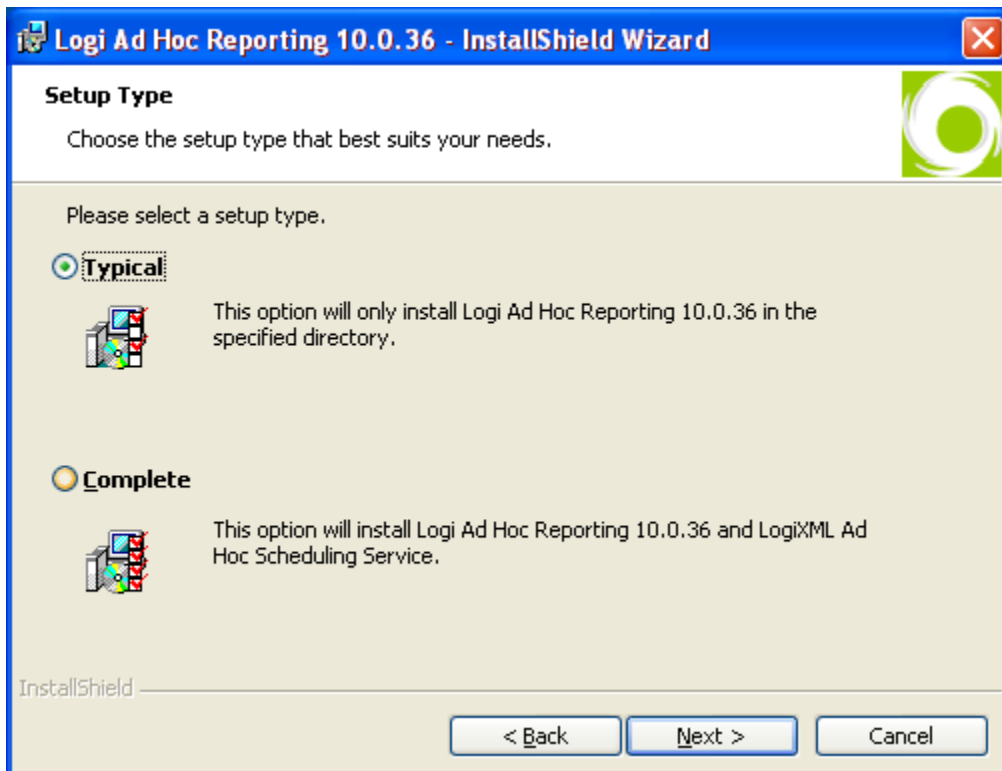 Logi Ad Hoc Reporting 10.0.36 - InstallShield Wizard
Setup Type
Choose the setup type that best suits your needs.
Please select a setup type.
Typical
This option will only install Logi Ad Hoc Reporting 10.0.36 in the
specified directory.
Complete
This option will install Logi Ad Hoc Reporting 10.0.36 and LogiXML Ad
Hoc Scheduling Service.
InstallShield
< Back Next > Cancel